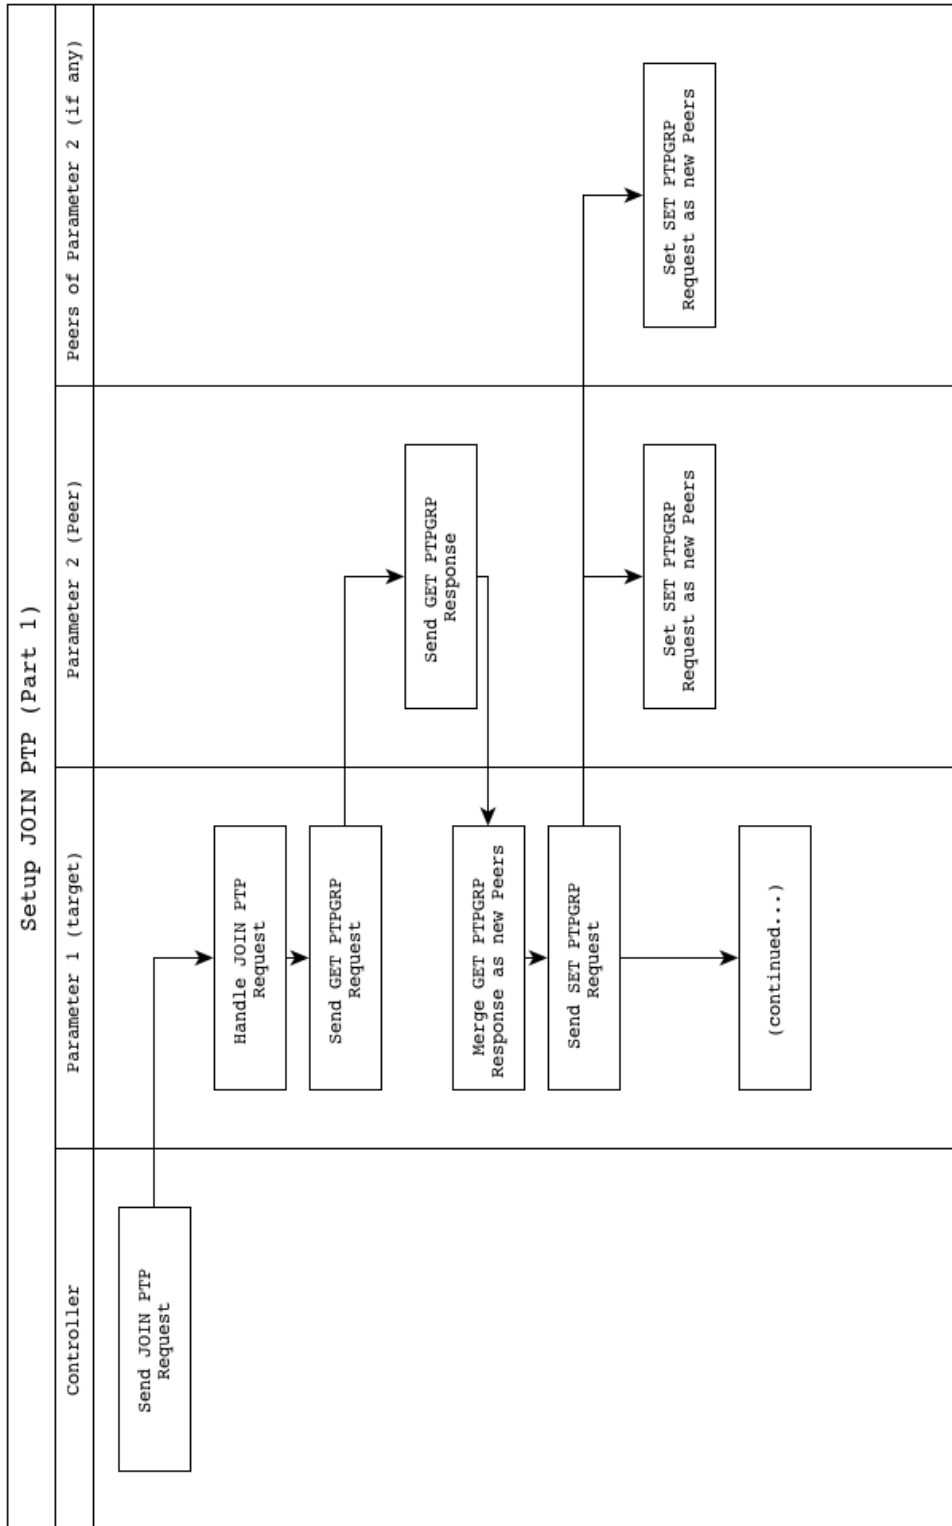 Setup JOIN PTP (Part 1)
Controller
Parameter 1 (target)
Parameter 2 (Peer)
Peers of Parameter 2 (if any)
Send JOIN PTP
Request
Handle JOIN PTP
Request
Send GET PTPGRP
Request
Send GET PTPGRP
Response
Merge GET PTPGRP
Response as new Peers
Send SET PTPGRP
Request
Set SET PTPGRP
Request as new Peers
Set SET PTPGRP
Request as new Peers
(continued...)